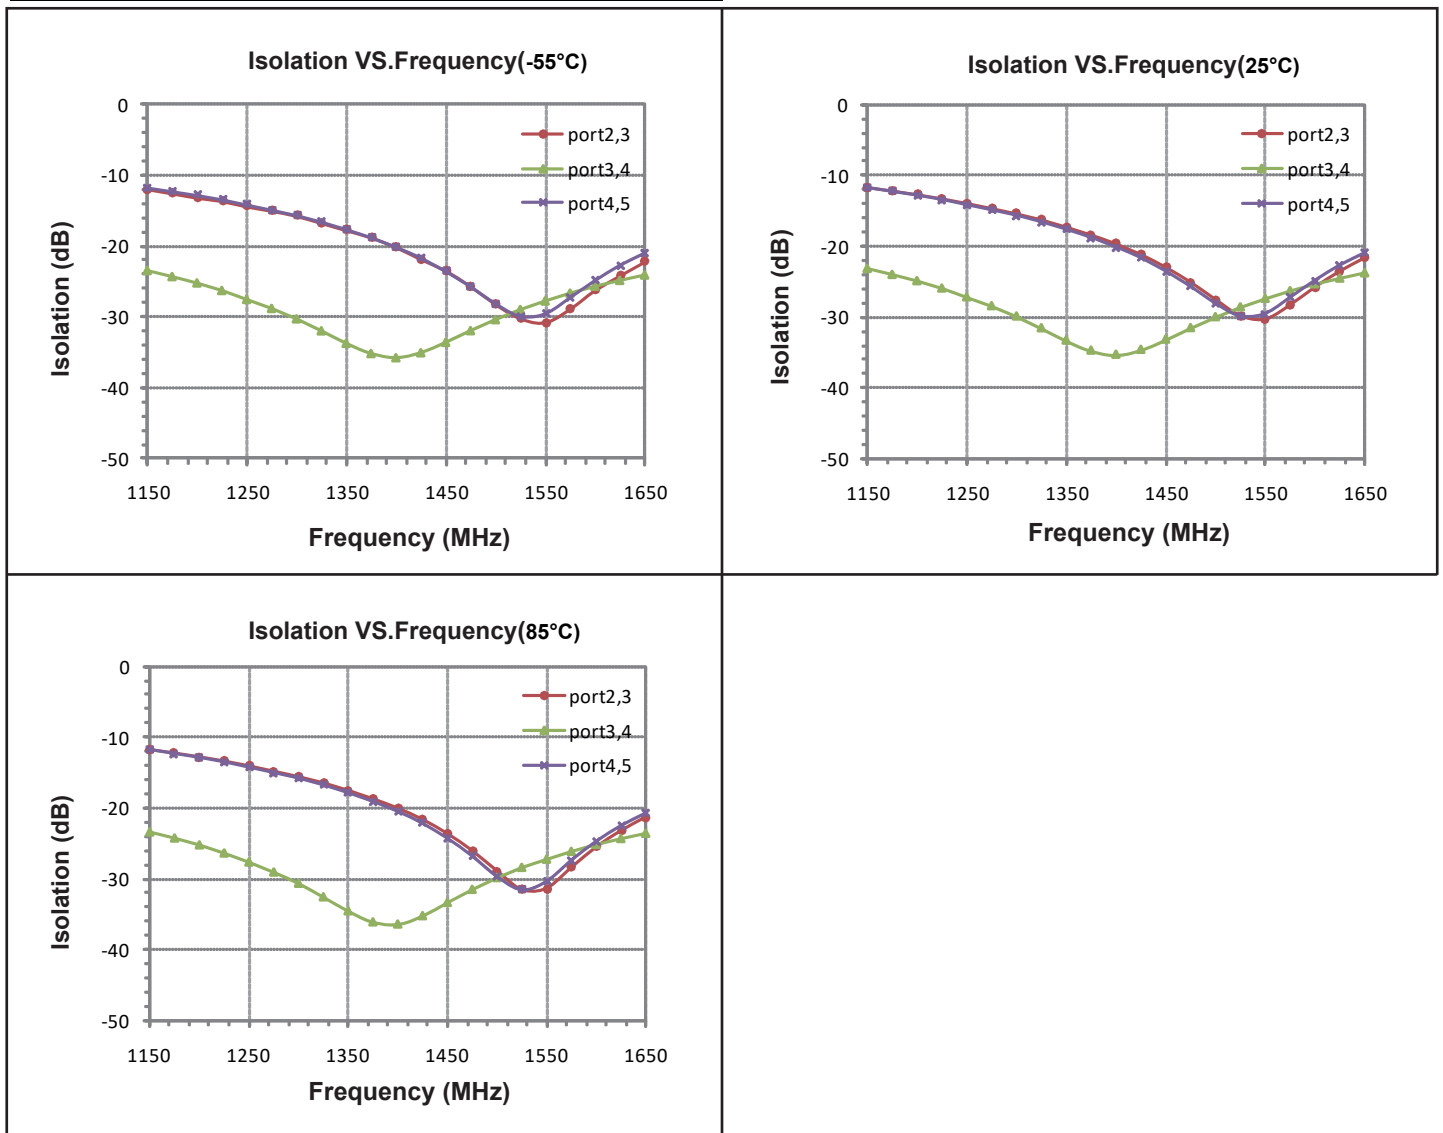 Isolation VS.Frequency(-55°C)
0
-10
-20
-30
-40
-50
Isolation (dB)
port2,3
port3,4
port4,5
1150 1250 1350 1450 1550 1650
Frequency (MHz)
Isolation VS.Frequency(25°C)
0
-10
-20
-30
-40
-50
Isolation (dB)
port2,3
port3,4
port4,5
1150 1250 1350 1450 1550 1650
Frequency (MHz)
Isolation VS.Frequency(85°C)
0
-10
-20
-30
-40
-50
Isolation (dB)
port2,3
port3,4
port4,5
1150 1250 1350 1450 1550 1650
Frequency (MHz)